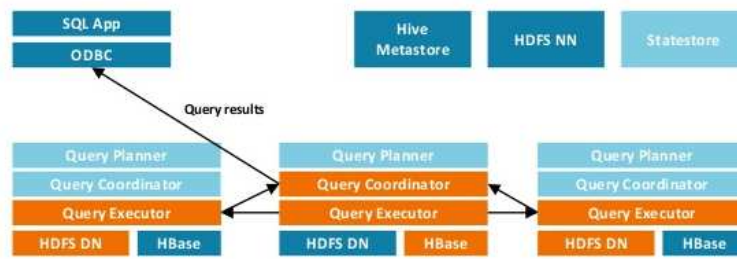 SQL App
ODBC
Hive
Metastore
HDFS NN
Statestore
Query results
Query Planner
Query Coordinator
Query Executor
HDFS DN
HBase
Query Planner
Query Coordinator
Query Executor
HDFS DN
HBase
Query Planner
Query Coordinator
Query Executor
HDFS DN
HBase